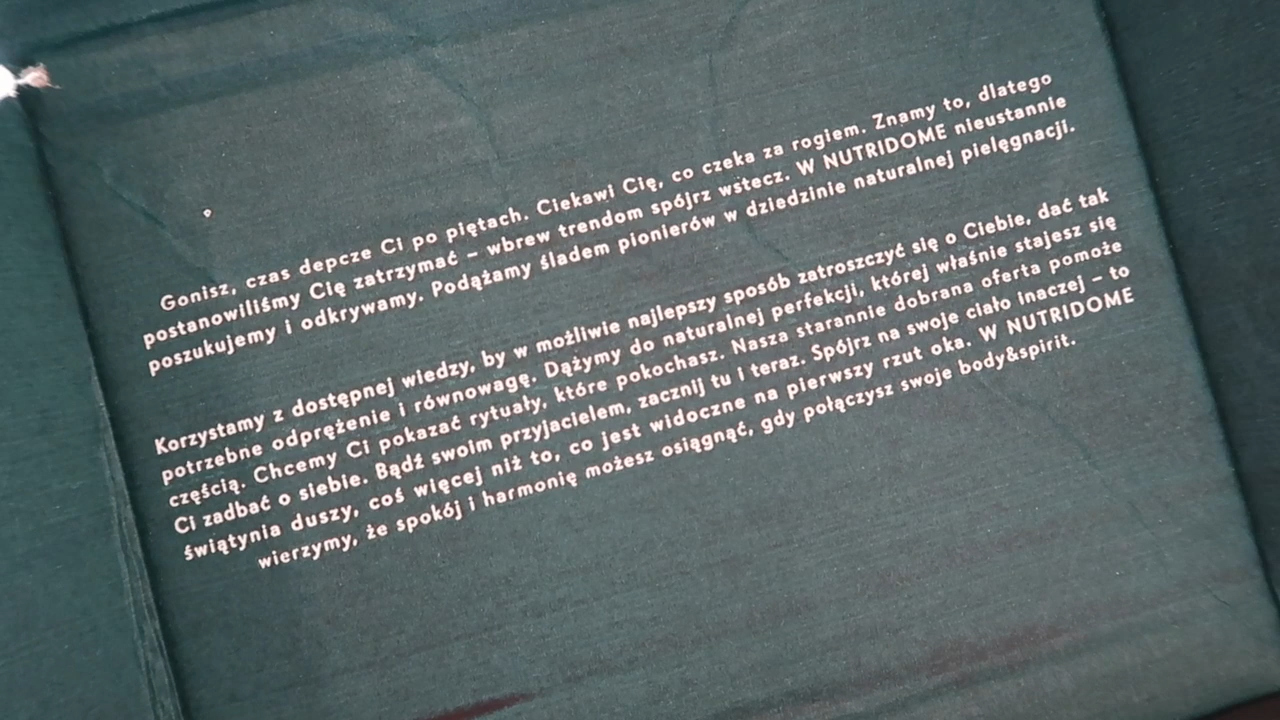 Gonisz, czas depcze Ci po piętach. Ciekawi Cię, co czeka za rogiem. Znamy to, dlatego
postanowiliśmy Cię zatrzymać – wbrew trendom spójrz wstecz. W NUTRIDOME nieustannie
poszukujemy i odkrywamy. Podążamy śladem pionierów w dziedzinie naturalnej pielęgnacji.
Korzystamy z dostępnej wiedzy, by w możliwie najlepszy sposób zatroszczyć się o Ciebie, dać tak
potrzebne odprężenie i równowagę. Dążymy do naturalnej perfekcji, której właśnie stajesz się
częścią. Chcemy Ci pokazać rytuały, które pokochasz. Nasza starannie dobrana oferta pomoże
Ci zadbać o siebie. Bądź swoim przyjacielem, zacznij tu i teraz. Spójrz na swoje ciało inaczej – to
świątynia duszy, coś więcej niż to, co jest widoczne na pierwszy rzut oka. W NUTRIDOME
wierzymy, że spokój i harmonię możesz osiągnąć, gdy połączysz swoje body&spirit.